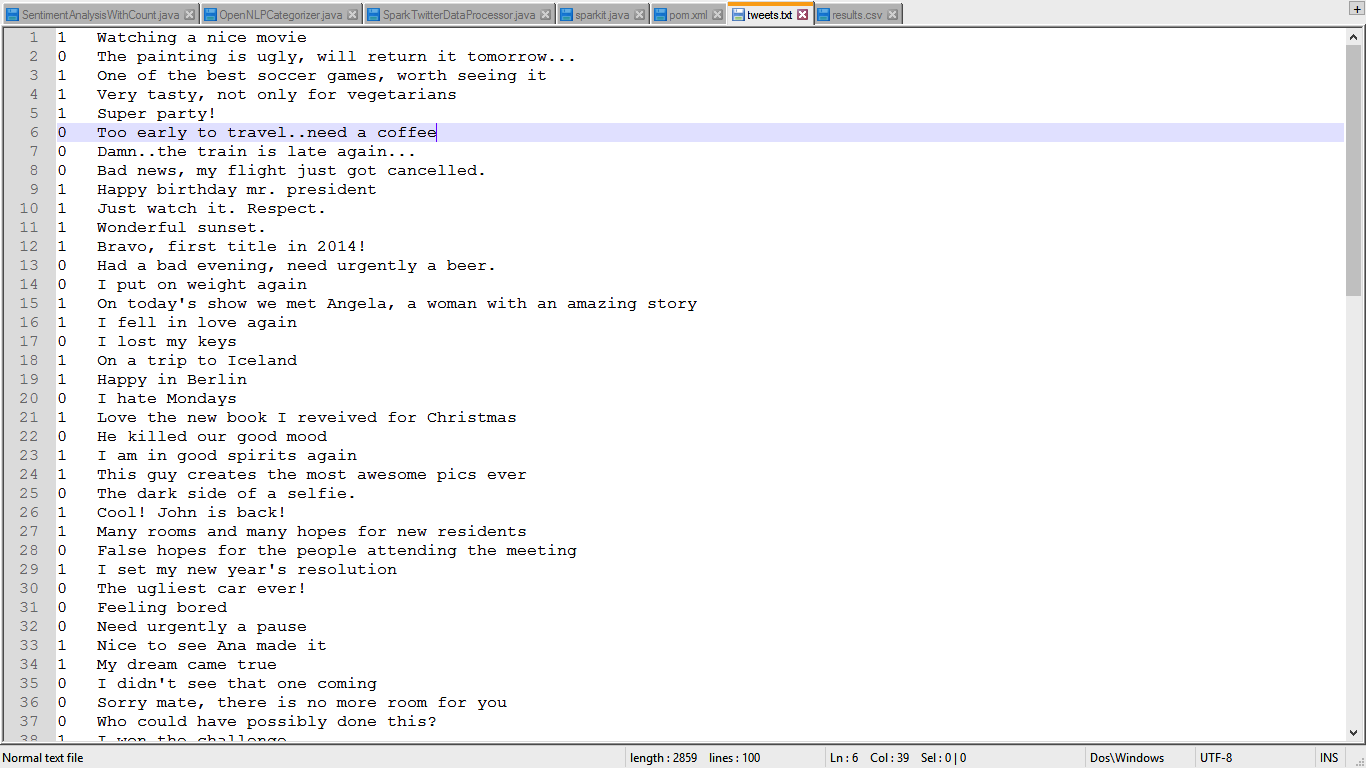 SentimentAnalysisWithCount.java OpenNLPCategorizer.java SparkTwitterDataProcessor.java sparkit.java pom.xml tweets.txt results.csv
1 1 Watching a nice movie
2 0 The painting is ugly, will return it tomorrow...
3 1 One of the best soccer games, worth seeing it
4 1 Very tasty, not only for vegetarians
5 1 Super party!
6 0 Too early to travel..need a coffee
7 0 Damn..the train is late again...
8 0 Bad news, my flight just got cancelled.
9 1 Happy birthday mr. president
10 1 Just watch it. Respect.
11 1 Wonderful sunset.
12 1 Bravo, first title in 2014!
13 0 Had a bad evening, need urgently a beer.
14 0 I put on weight again
15 1 On today's show we met Angela, a woman with an amazing story
16 1 I fell in love again
17 0 I lost my keys
18 1 On a trip to Iceland
19 1 Happy in Berlin
20 0 I hate Mondays
21 1 Love the new book I reveived for Christmas
22 0 He killed our good mood
23 1 I am in good spirits again
24 1 This guy creates the most awesome pics ever
25 0 The dark side of a selfie.
26 1 Cool! John is back!
27 1 Many rooms and many hopes for new residents
28 0 False hopes for the people attending the meeting
29 1 I set my new year's resolution
30 0 The ugliest car ever!
31 0 Feeling bored
32 0 Need urgently a pause
33 1 Nice to see Ana made it
34 1 My dream came true
35 0 I didn't see that one coming
36 0 Sorry mate, there is no more room for you
37 0 Who could have possibly done this?
38 1 I won the challenge
Normal text file length : 2859 lines : 100 Ln : 6 Col : 39 Sel : 0 | 0 Dos\Windows UTF-8 INS